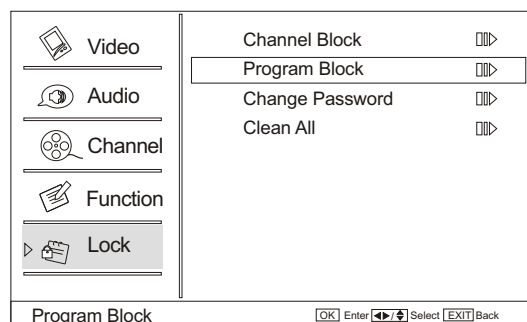 Video
Audio
Channel
Function
Lock
Channel Block
Program Block
Change Password
Clean All
Program Block
OK Enter / Select EXIT Back